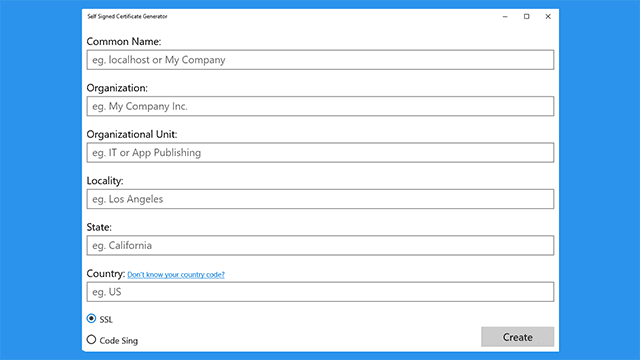 Self Signed Certificate Generator
Common Name:
eg. localhost or My Company
Organization:
eg. My Company Inc.
Organizational Unit:
eg. IT or App Publishing
Locality:
eg. Los Angeles
State:
eg. California
Country: Don't know your country code?
eg. US
SSL
Code Sing
Create